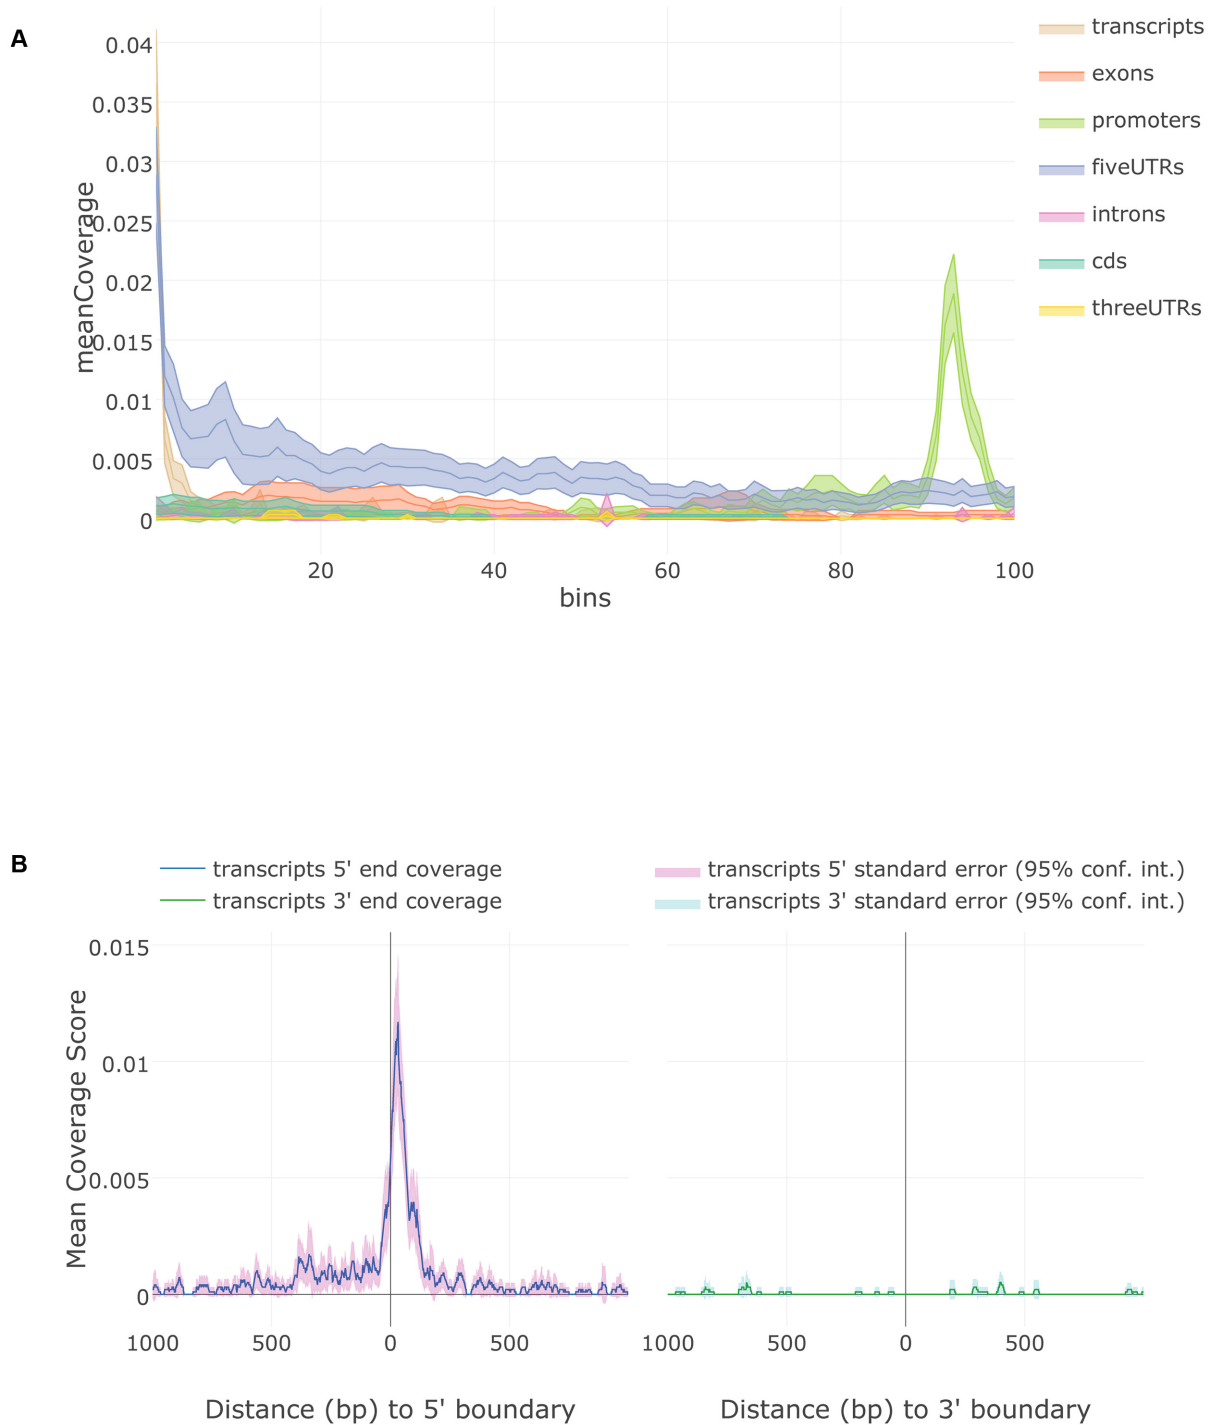 A
0.04
0.035
0.03
0.025
0.02
0.015
0.01
0.005
0
meanCoverage
20 40 60 80 100
bins
transcripts
exons
promoters
fiveUTRs
introns
cds
threeUTRs
B
transcripts 5' end coverage
transcripts 3' end coverage
transcripts 5' standard error (95% conf. int.)
transcripts 3' standard error (95% conf. int.)
0.015
0.01
0.005
0
Mean Coverage Score
1000 500 0 500
1000 500 0 500
Distance (bp) to 5' boundary
Distance (bp) to 3' boundary